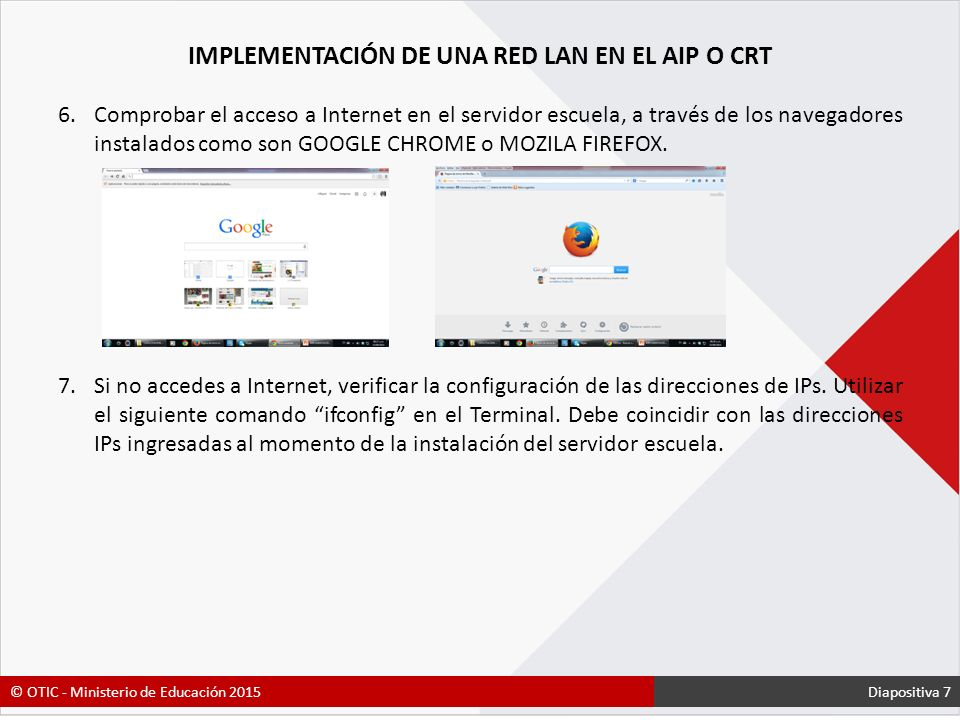 IMPLEMENTACIÓN DE UNA RED LAN EN EL AIP O CRT
6. Comprobar el acceso a Internet en el servidor escuela, a través de los navegadores
instalados como son GOOGLE CHROME o MOZILA FIREFOX.
Google
Google
7. Si no accedes a Internet, verificar la configuración de las direcciones de IPs. Utilizar
el siguiente comando “ifconfig” en el Terminal. Debe coincidir con las direcciones
IPs ingresadas al momento de la instalación del servidor escuela.
© OTIC - Ministerio de Educación 2015
Diapositiva 7